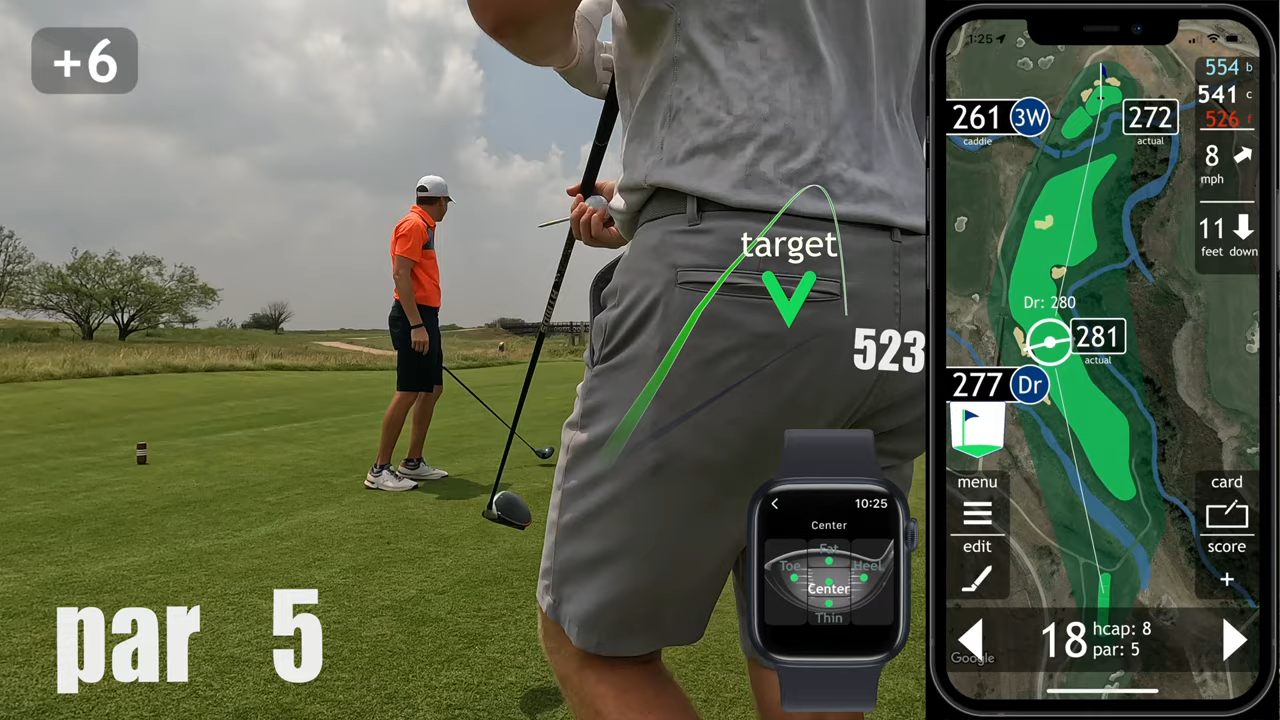 +6
target
523
par 5
10:25
Center
Fat
Toe
Heel
Center
Thin
1:25
554 b
541 c
526 f
261 3W
caddie
272
actual
8
mph
11
feet down
Dr: 280
281
actual
277 Dr
menu
edit
card
score
+
18
hcap: 8
par: 5
Google